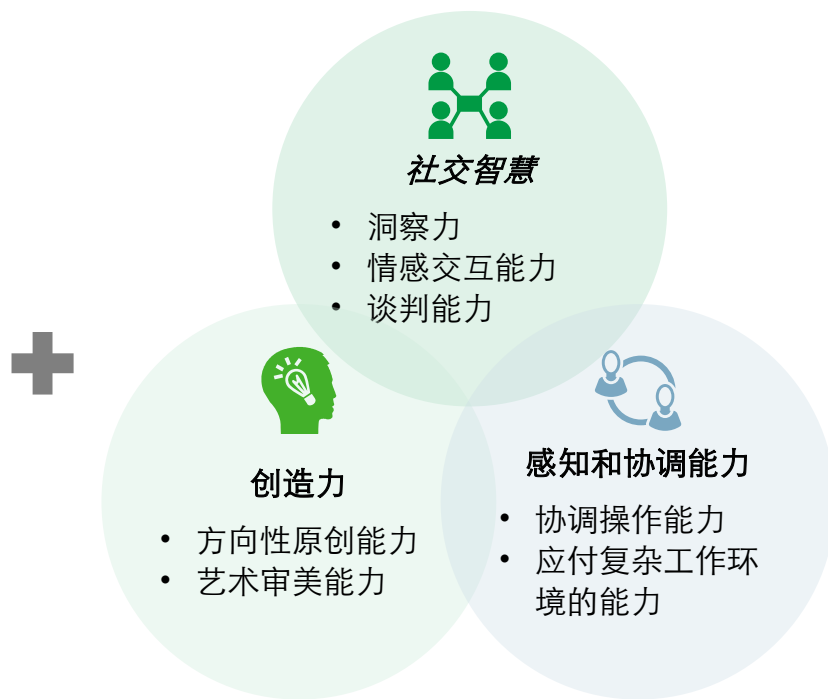 社交智慧
• 洞察力
• 情感交互能力
• 谈判能力
创造力
• 方向性原创能力
• 艺术审美能力
感知和协调能力
• 协调操作能力
• 应付复杂工作环
境的能力